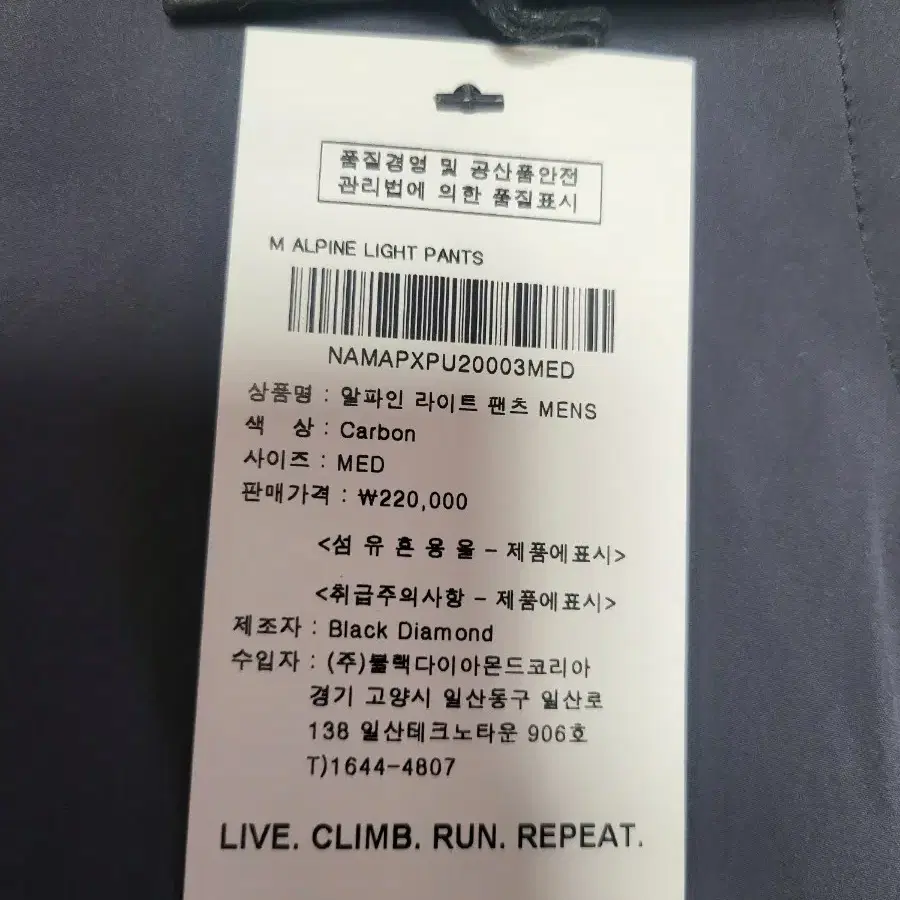 품질경영 및 공산품안전
관리법에 의한 품질표시
M ALPINE LIGHT PANTS
NAMAPXPU20003MED
상품명 : 알파인 라이트 팬츠 MENS
색 상 : Carbon
사이즈 : MED
판매가격 : ₩220,000
<섬 유 혼 용 율 - 제품에표시>
<취급주의사항 - 제품에표시>
제조자 : Black Diamond
수입자 : (주)블랙다이아몬드코리아
경기 고양시 일산동구 일산로
138 일산테크노타운 906호
T)1644-4807
LIVE. CLIMB. RUN. REPEAT.